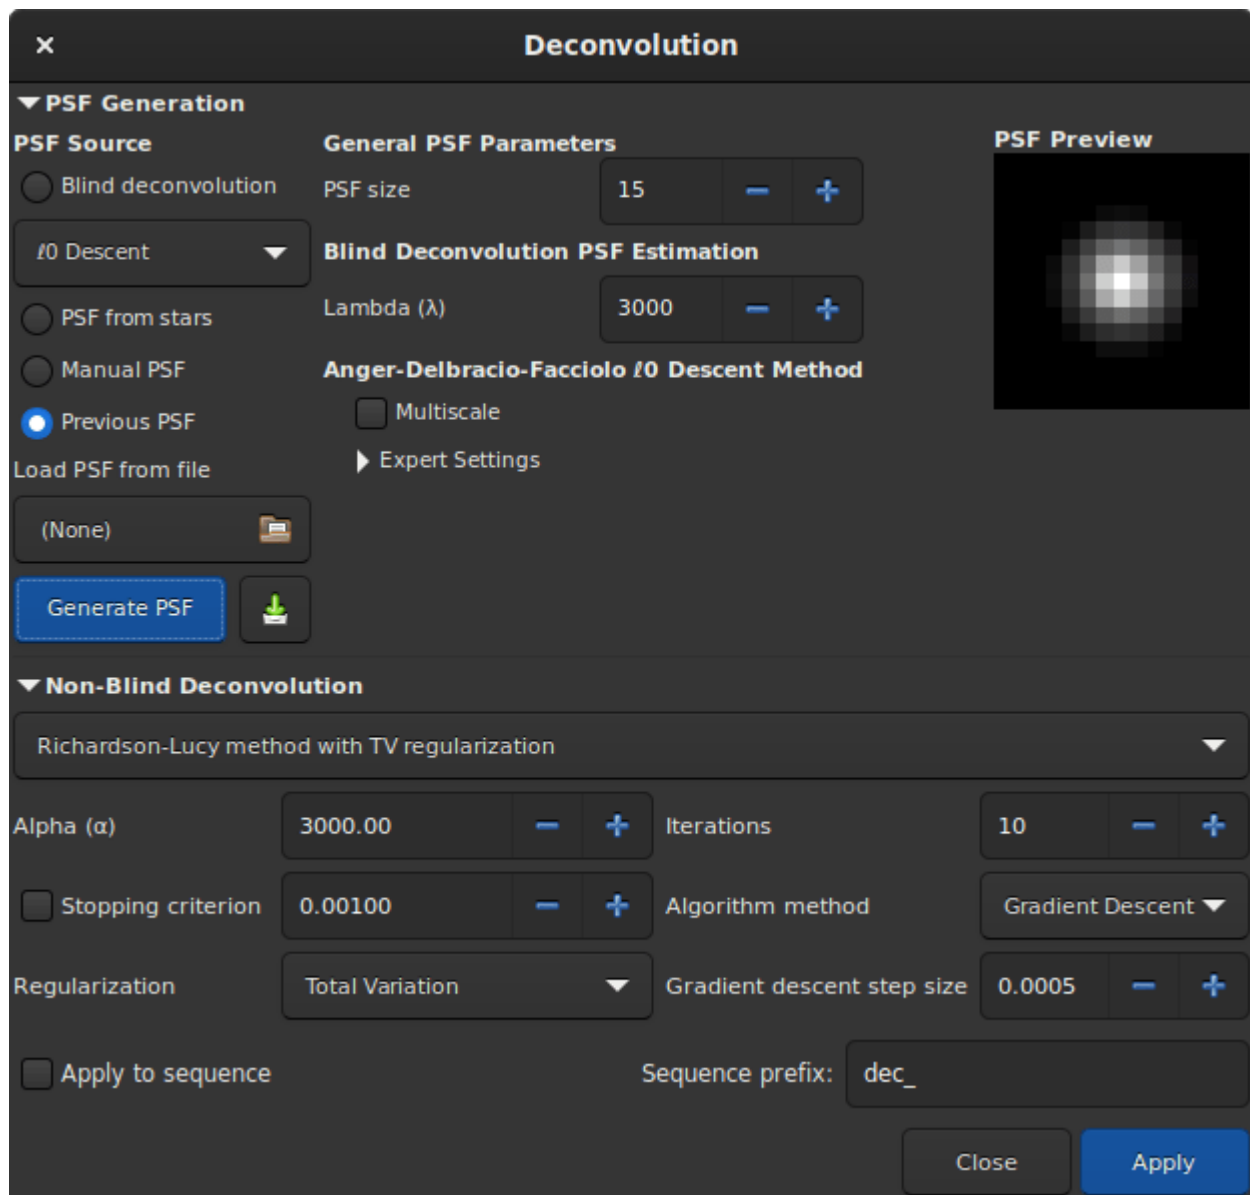 Deconvolution
PSF Generation
PSF Source
General PSF Parameters
PSF Preview
Blind deconvolution
PSF size
15
ℓ0 Descent
Blind Deconvolution PSF Estimation
Lambda (λ)
3000
PSF from stars
Manual PSF
Anger-Delbracio-Facciolo ℓ0 Descent Method
Multiscale
Previous PSF
Expert Settings
Load PSF from file
(None)
Generate PSF
Non-Blind Deconvolution
Richardson-Lucy method with TV regularization
Alpha (α)
3000.00
Iterations
10
Stopping criterion
0.00100
Algorithm method
Gradient Descent
Regularization
Total Variation
Gradient descent step size
0.0005
Apply to sequence
Sequence prefix:
dec_
Close
Apply